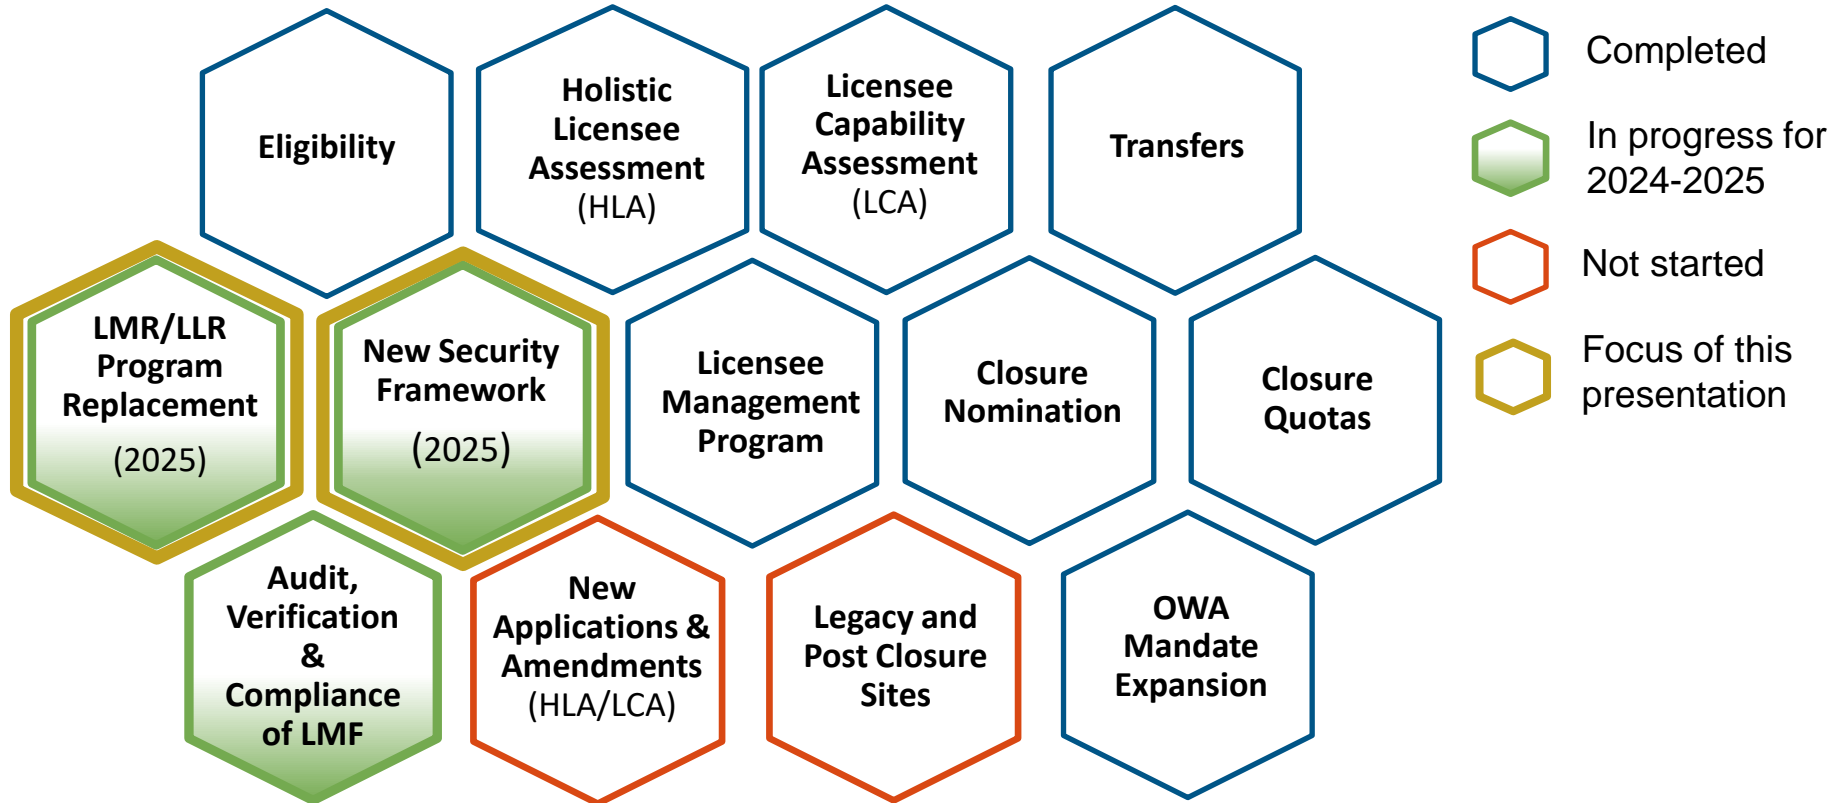 Eligibility
Holistic
Licensee
Assessment
(HLA)
Licensee
Capability
Assessment
(LCA)
Transfers
LMR/LLR
Program
Replacement
(2025)
New Security
Framework
(2025)
Licensee
Management
Program
Closure
Nomination
Closure
Quotas
Audit,
Verification
&
Compliance
of LMF
New
Applications &
Amendments
(HLA/LCA)
Legacy and
Post Closure
Sites
OWA
Mandate
Expansion
Completed
In progress for
2024-2025
Not started
Focus of this
presentation